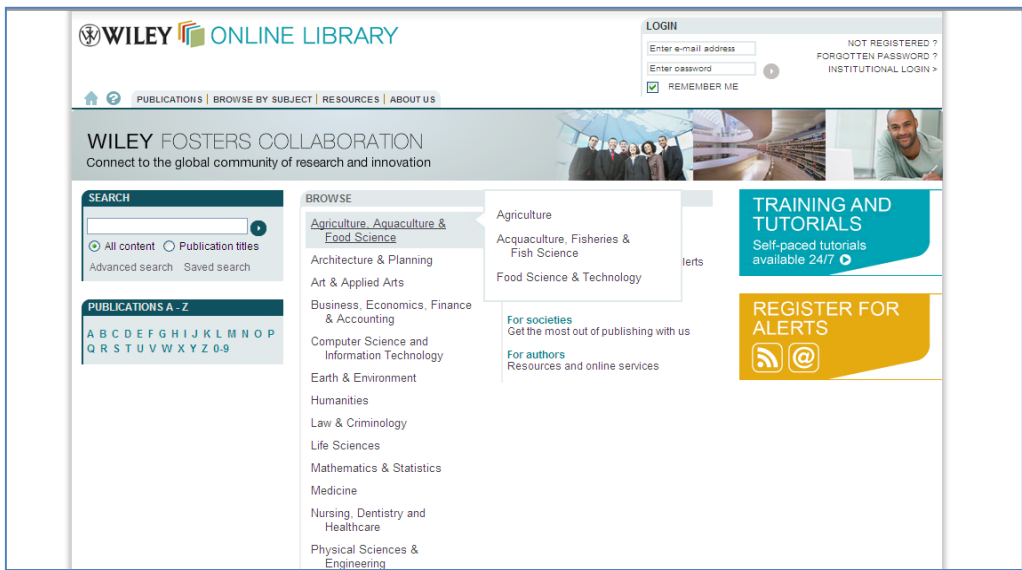 WILEY ONLINE LIBRARY
LOGIN
Enter e-mail address
Enter password
REMEMBER ME
NOT REGISTERED ?
FORGOTTEN PASSWORD ?
INSTITUTIONAL LOGIN >
PUBLICATIONS | BROWSE BY SUBJECT | RESOURCES | ABOUT US
WILEY FOSTERS COLLABORATION
Connect to the global community of research and innovation
SEARCH
All content Publication titles
Advanced search Saved search
PUBLICATIONS A - Z
A B C D E F G H I J K L M N O P
Q R S T U V W X Y Z 0-9
BROWSE
Agriculture, Aquaculture &
Food Science
Architecture & Planning
Art & Applied Arts
Business, Economics, Finance
& Accounting
Computer Science and
Information Technology
Earth & Environment
Humanities
Law & Criminology
Life Sciences
Mathematics & Statistics
Medicine
Nursing, Dentistry and
Healthcare
Physical Sciences &
Engineering
Agriculture
Acquaculture, Fisheries &
Fish Science
Food Science & Technology
For societies
Get the most out of publishing with us
For authors
Resources and online services
TRAINING AND
TUTORIALS
Self-paced tutorials
available 24/7
REGISTER FOR
ALERTS